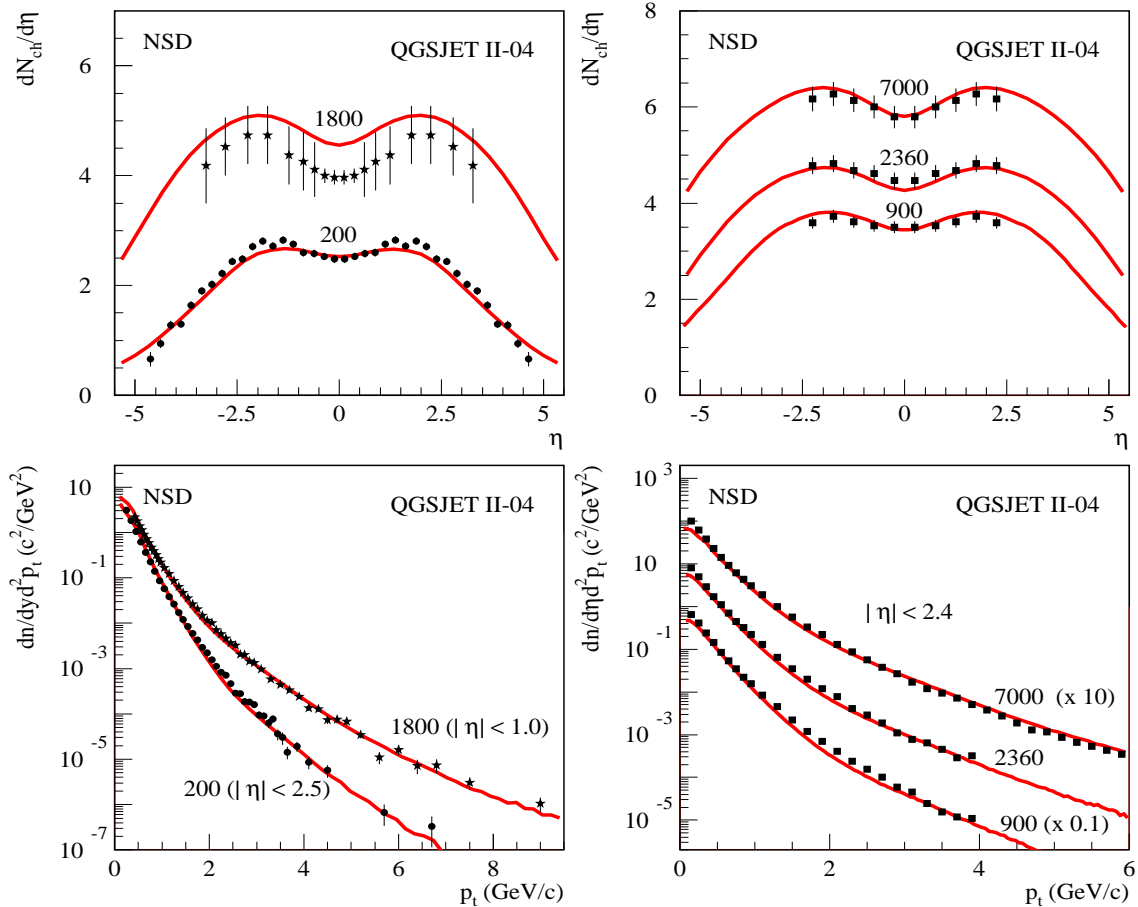 dN_ch/dη
NSD
QGSJET II-04
1800
200
6
4
2
0
-5
-2.5
0
2.5
5
η
dN_ch/dη
8
NSD
QGSJET II-04
7000
2360
900
6
4
2
0
-5
-2.5
0
2.5
5
η
dn/dyd²p_t (c²/GeV²)
NSD
QGSJET II-04
10
10⁻¹
10⁻³
10⁻⁵
10⁻⁷
1800 (| η| < 1.0)
200 (| η| < 2.5)
0
2
4
6
8
p_t (GeV/c)
dn/dηd²p_t (c²/GeV²)
NSD
QGSJET II-04
10³
10
10⁻¹
10⁻³
10⁻⁵
| η| < 2.4
7000 (x 10)
2360
900 (x 0.1)
0
2
4
6
p_t (GeV/c)